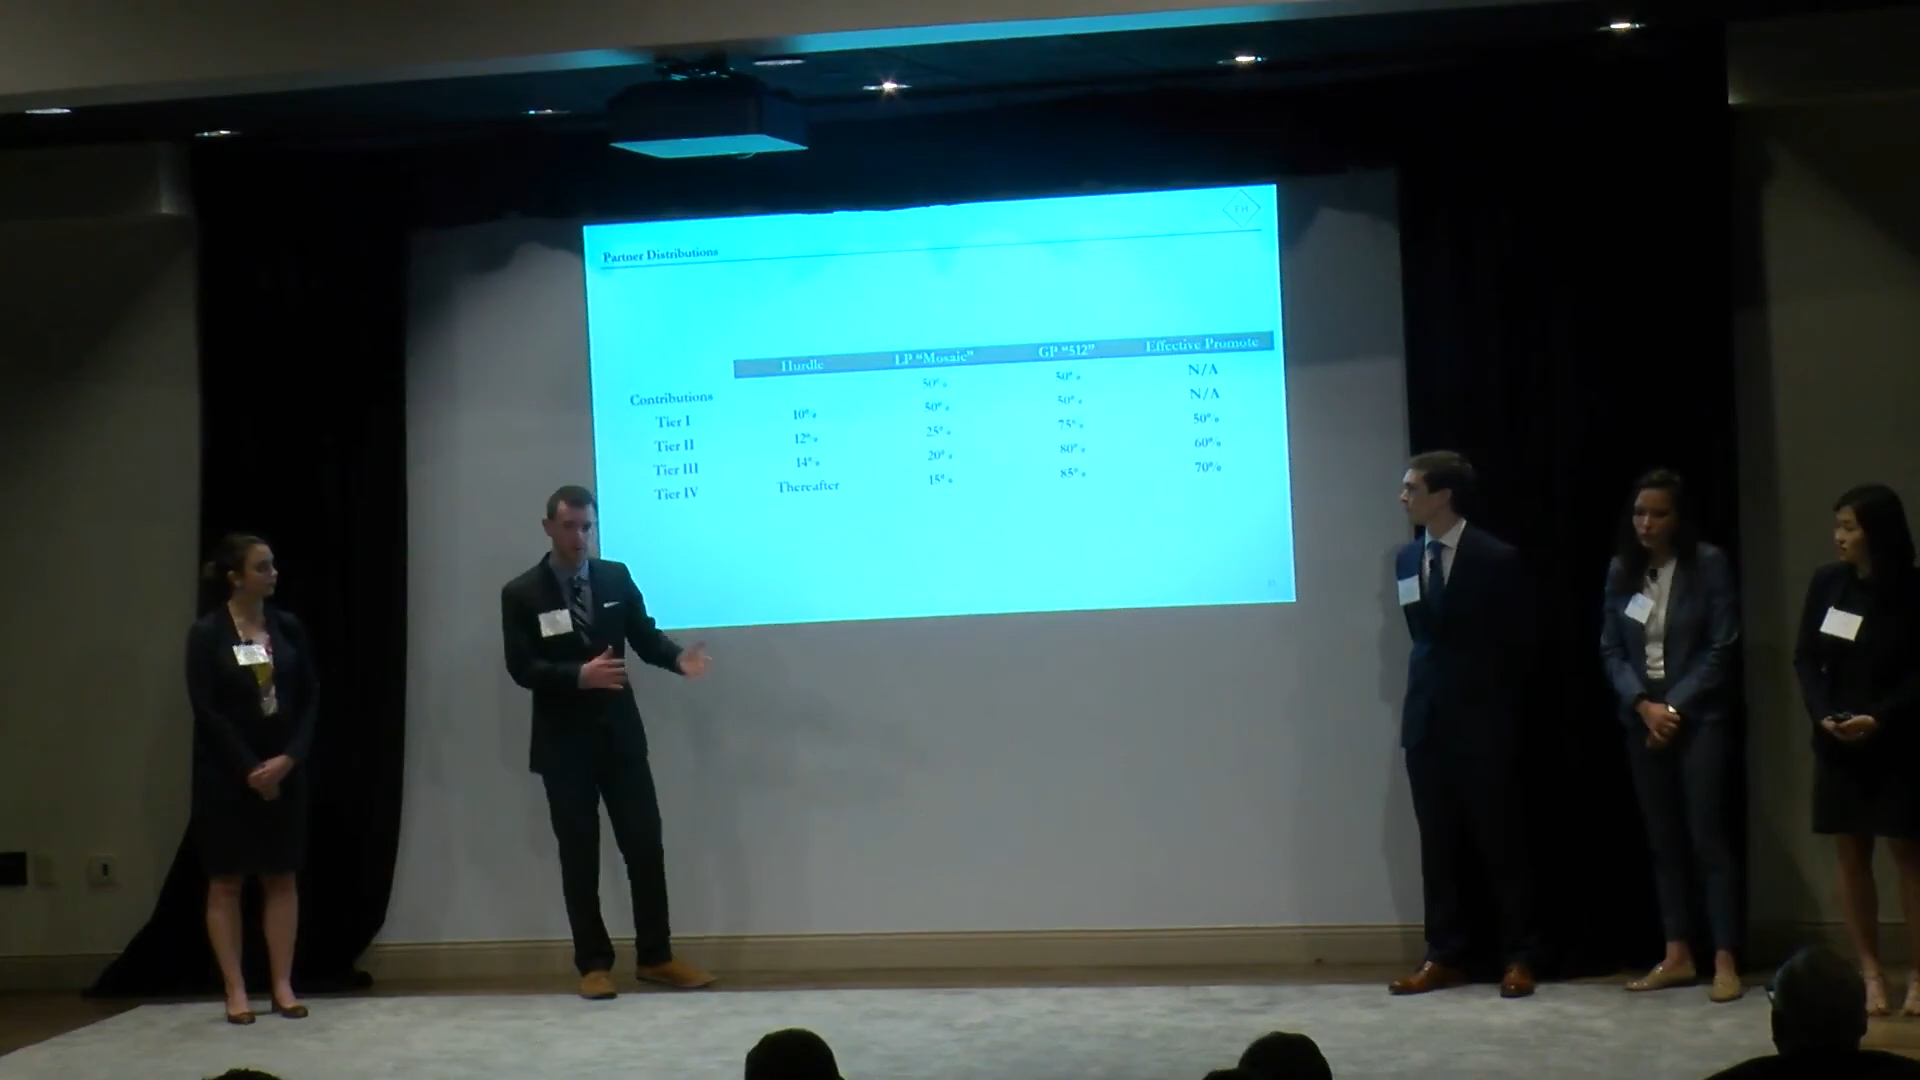 FH
Partner Distributions
Hurdle LP “Mosaic” GP “512” Effective Promote
Contributions 50% 50% N/A
Tier I 10% 50% 50% N/A
Tier II 12% 25% 75% 50%
Tier III 14% 20% 80% 60%
Tier IV Thereafter 15% 85% 70%